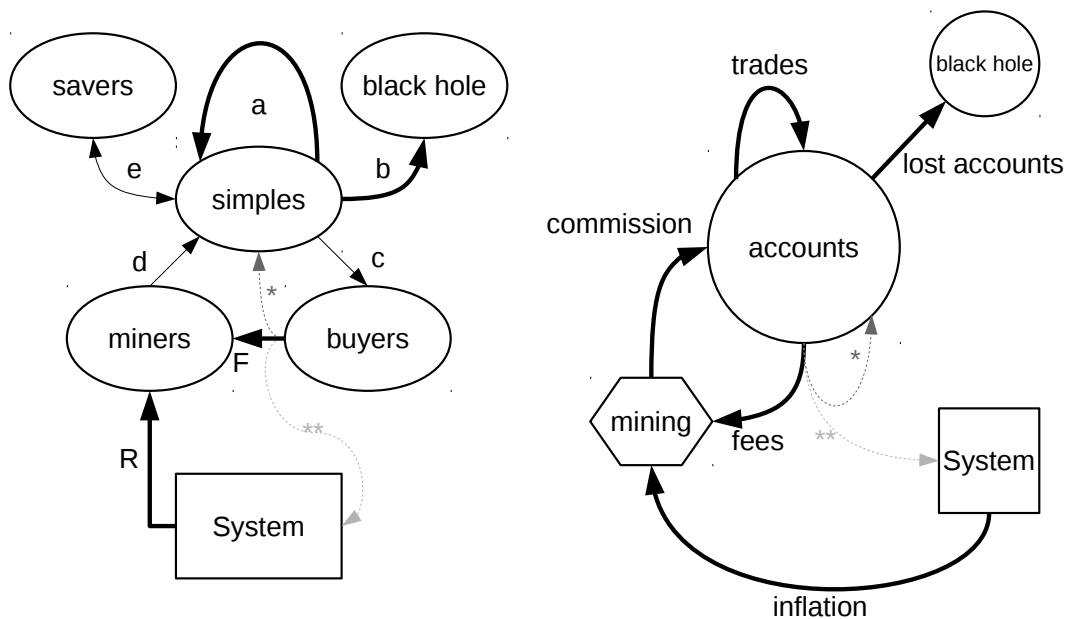 savers
a
black hole
e
simples
b
d
c
*
miners
F
buyers
**
R
System
trades
black hole
lost accounts
commission
accounts
*
mining
fees
**
System
inflation